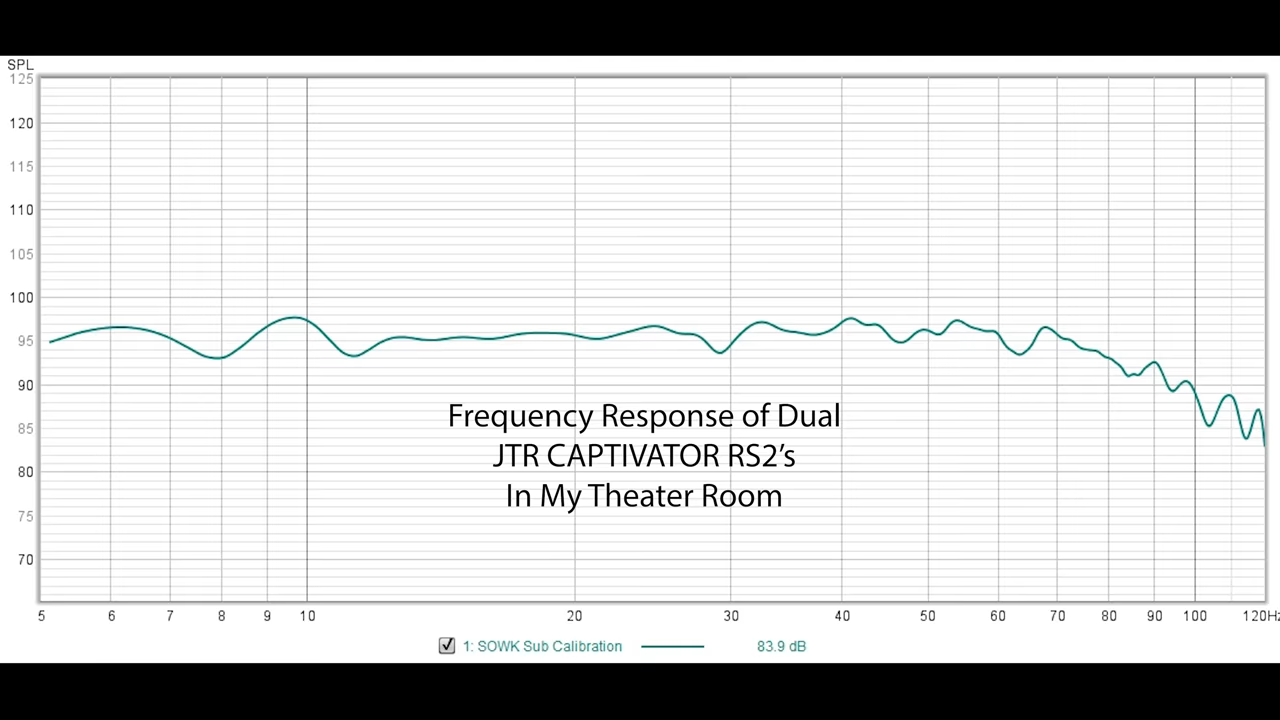 SPL
125
120
115
110
105
100
95
90
85
80
75
70
Frequency Response of Dual
JTR CAPTIVATOR RS2’s
In My Theater Room
5 6 7 8 9 10 20 30 40 50 60 70 80 90 100 120Hz
1: SOWK Sub Calibration 83.9 dB